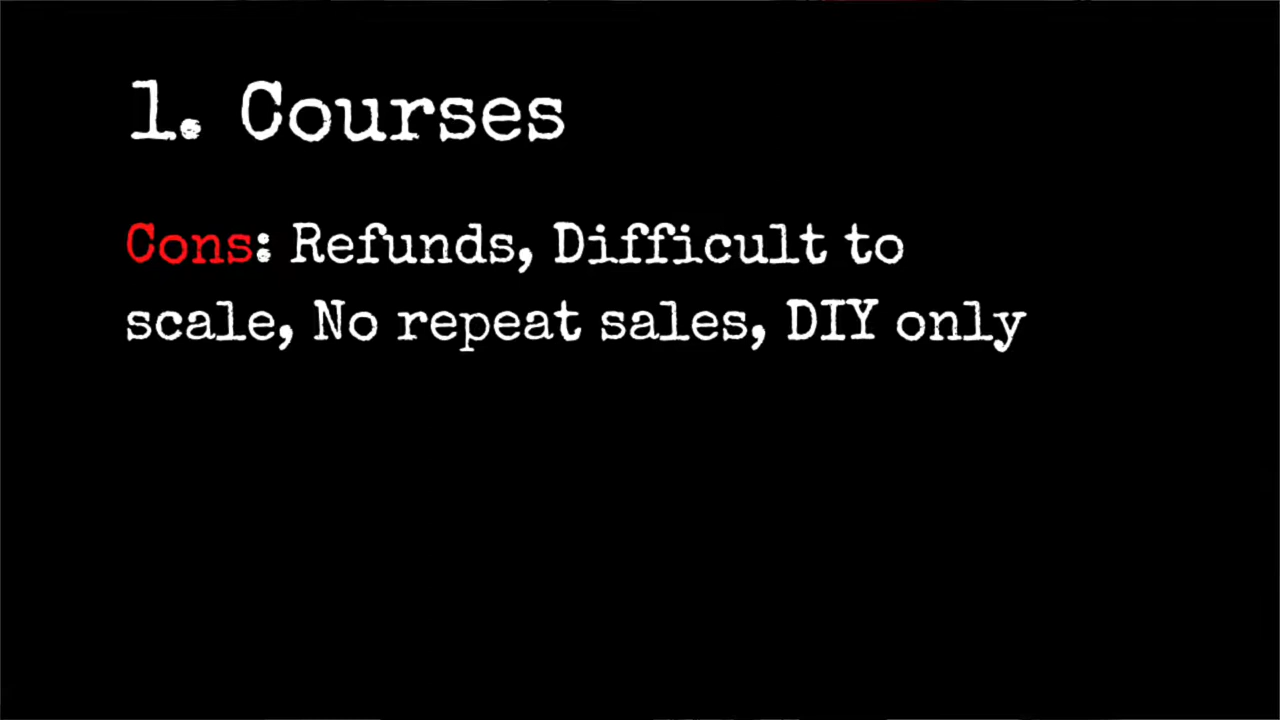 1. Courses
Cons: Refunds, Difficult to
scale, No repeat sales, DIY only